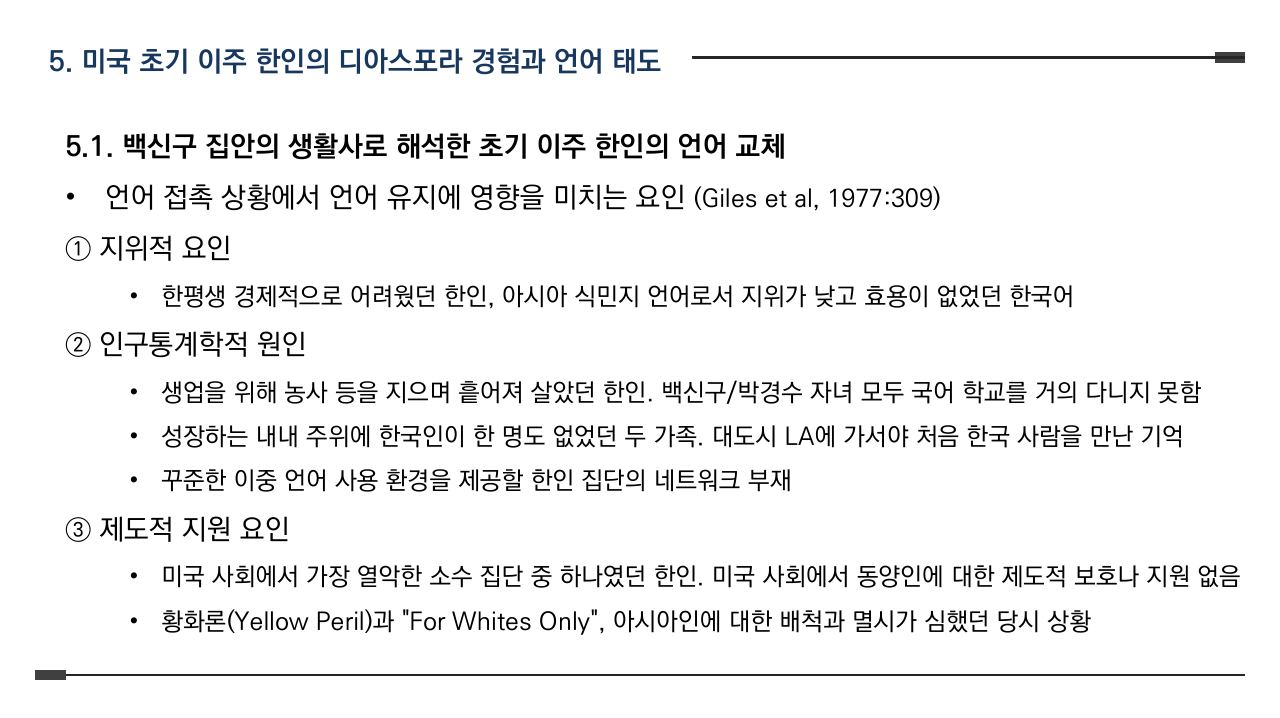 5. 미국 초기 이주 한인의 디아스포라 경험과 언어 태도
5.1. 백신구 집안의 생활사로 해석한 초기 이주 한인의 언어 교체
• 언어 접촉 상황에서 언어 유지에 영향을 미치는 요인 (Giles et al, 1977:309)
① 지위적 요인
• 한평생 경제적으로 어려웠던 한인, 아시아 식민지 언어로서 지위가 낮고 효용이 없었던 한국어
② 인구통계학적 원인
• 생업을 위해 농사 등을 지으며 흩어져 살았던 한인. 백신구/박경수 자녀 모두 국어 학교를 거의 다니지 못함
• 성장하는 내내 주위에 한국인이 한 명도 없었던 두 가족. 대도시 LA에 가서야 처음 한국 사람을 만난 기억
• 꾸준한 이중 언어 사용 환경을 제공할 한인 집단의 네트워크 부재
③ 제도적 지원 요인
• 미국 사회에서 가장 열악한 소수 집단 중 하나였던 한인. 미국 사회에서 동양인에 대한 제도적 보호나 지원 없음
• 황화론(Yellow Peril)과 "For Whites Only", 아시아인에 대한 배척과 멸시가 심했던 당시 상황